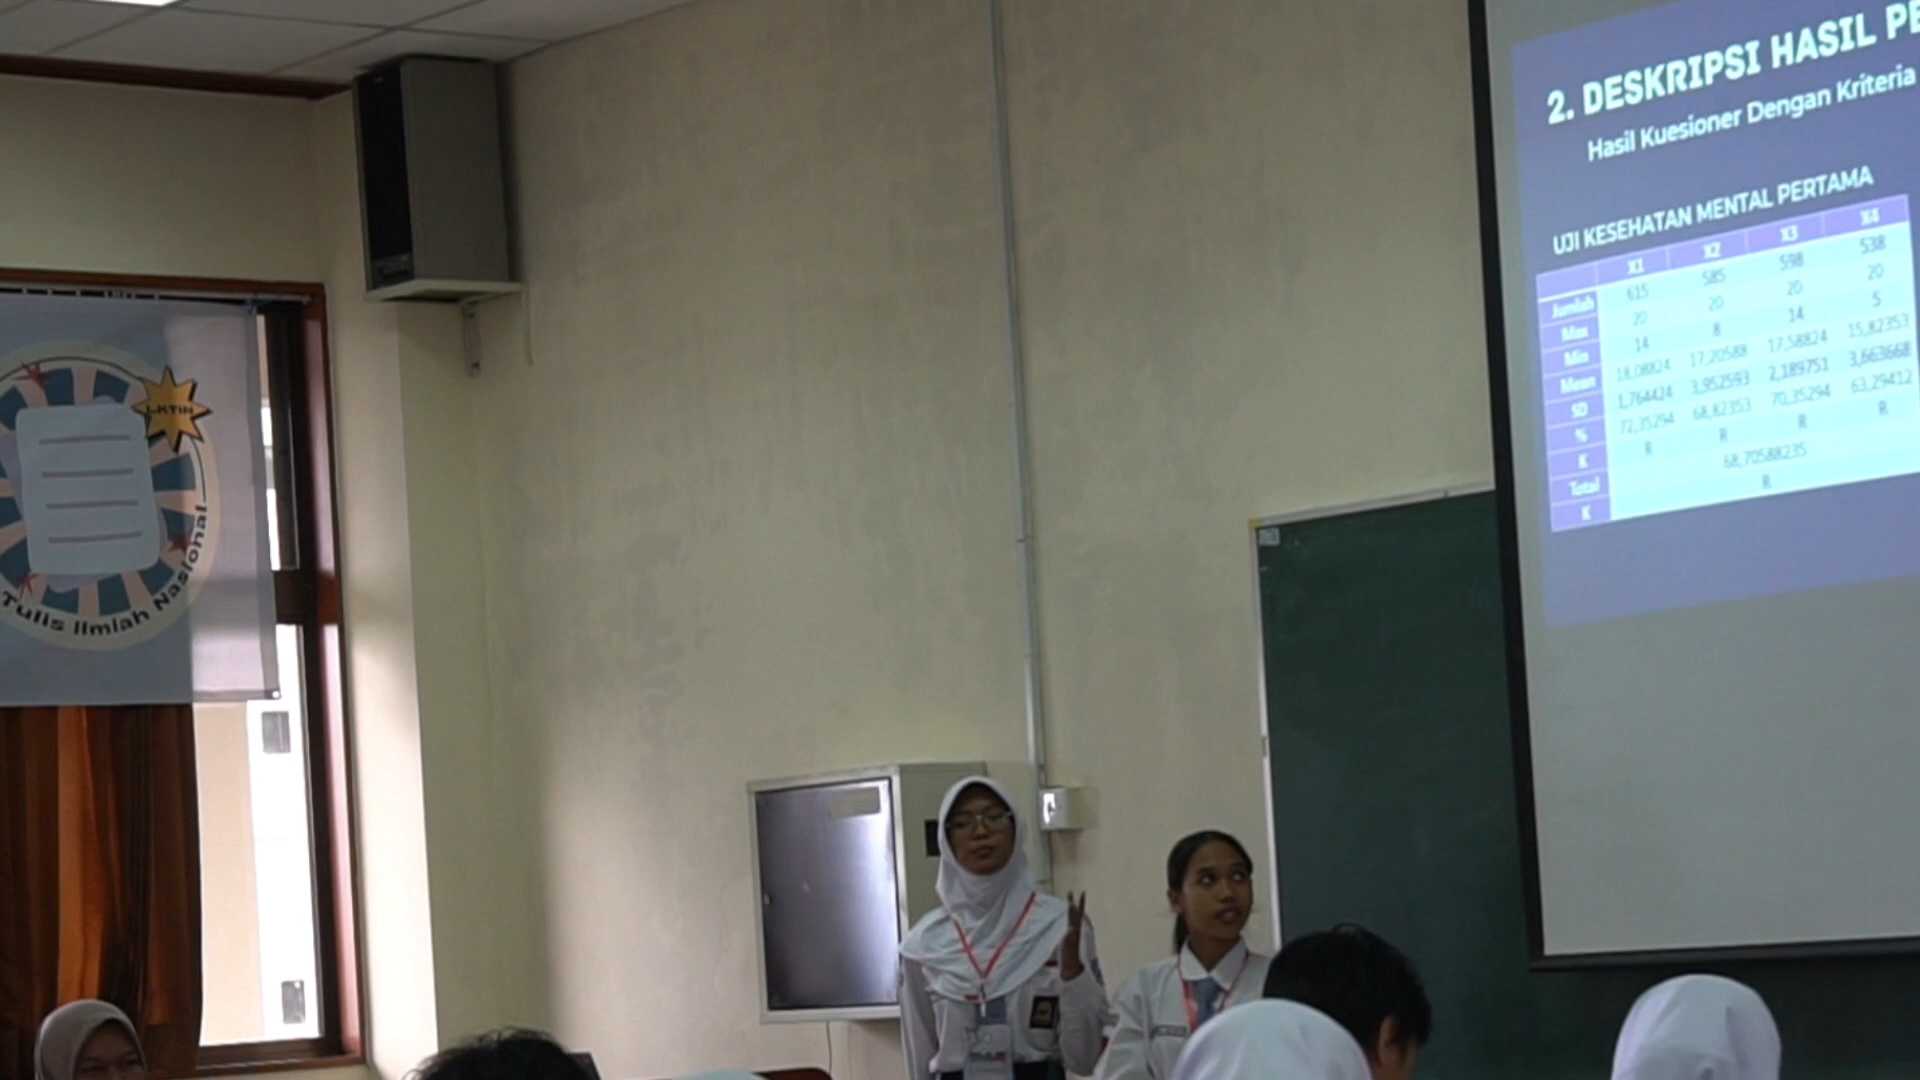 2. DESKRIPSI HASIL PE
Hasil Kuesioner Dengan Kriteria
UJI KESEHATAN MENTAL PERTAMA
X1 X2 X3 X4
Jumlah 615 585 598 538
Max 20 20 20 20
Min 14 8 14 5
Mean 18,08824 17,20588 17,58824 15,82353
SD 1,764424 3,952593 2,189751 3,663668
% 72,35294 68,82353 70,35294 63,29412
K R R R R
Total 68,70588235
K R
LKTIN
Tulis Ilmiah Nasional